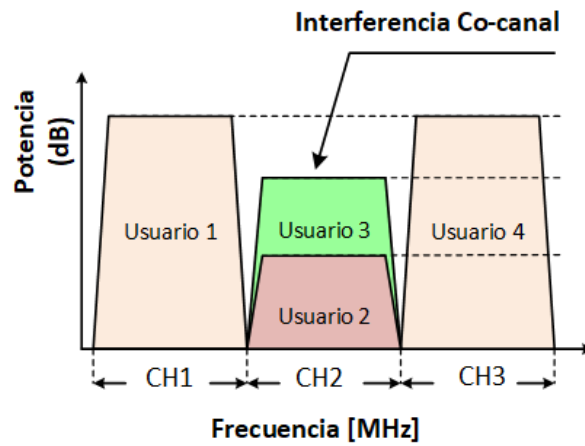 Interferencia Co-canal
Potencia
(dB)
Usuario 1
Usuario 3
Usuario 4
Usuario 2
CH1
CH2
CH3
Frecuencia [MHz]